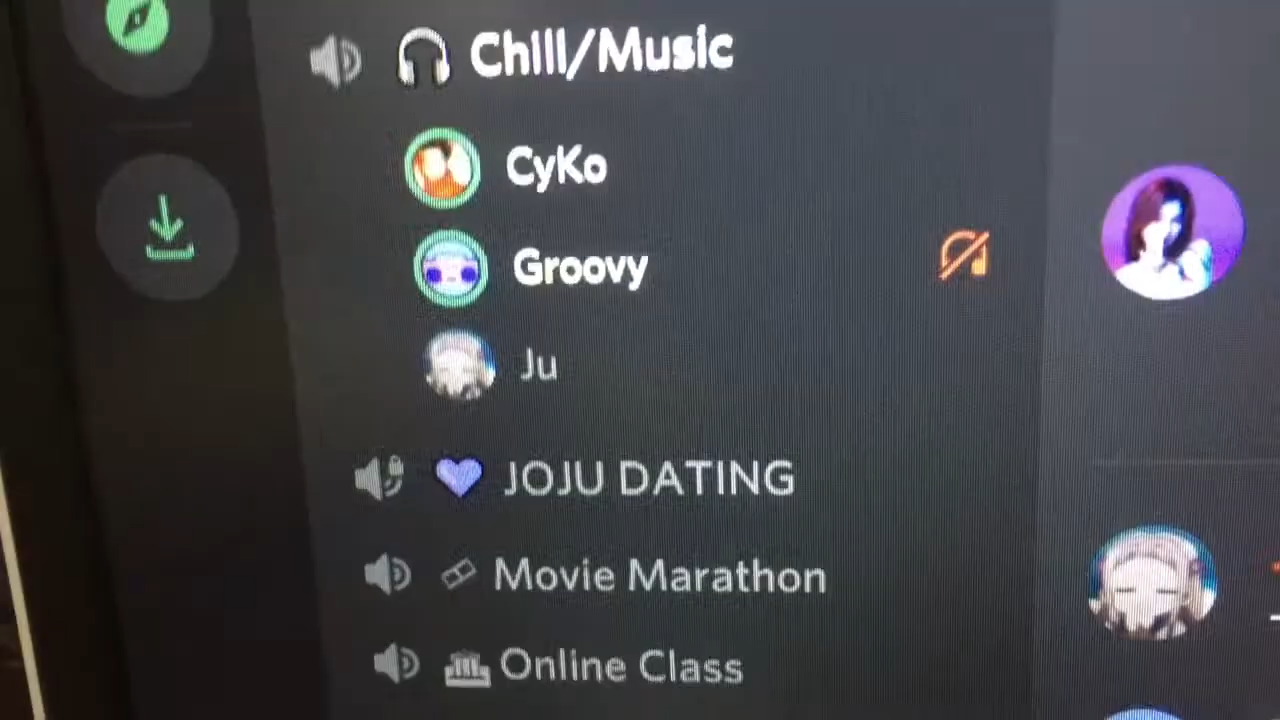 Chill/Music
CyKo
Groovy
Ju
JOJU DATING
Movie Marathon
Online Class